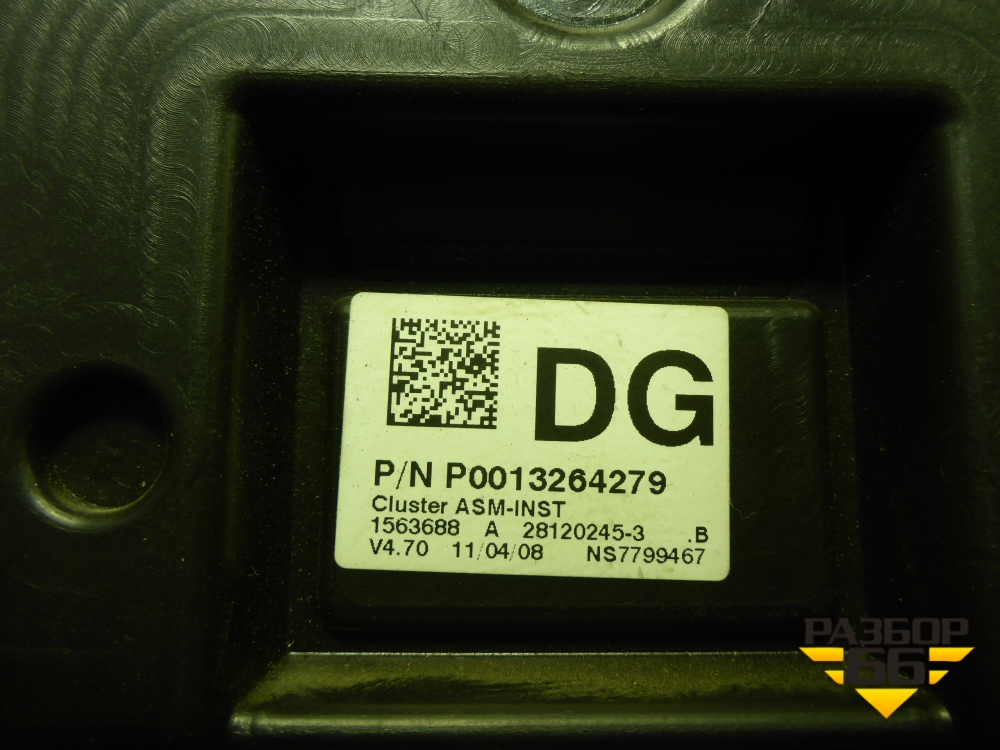 DG
P/N P0013264279
Cluster ASM-INST
1563688 A 28120245-3 .B
V4.70 11/04/08 NS7799467
РАЗБОР
66